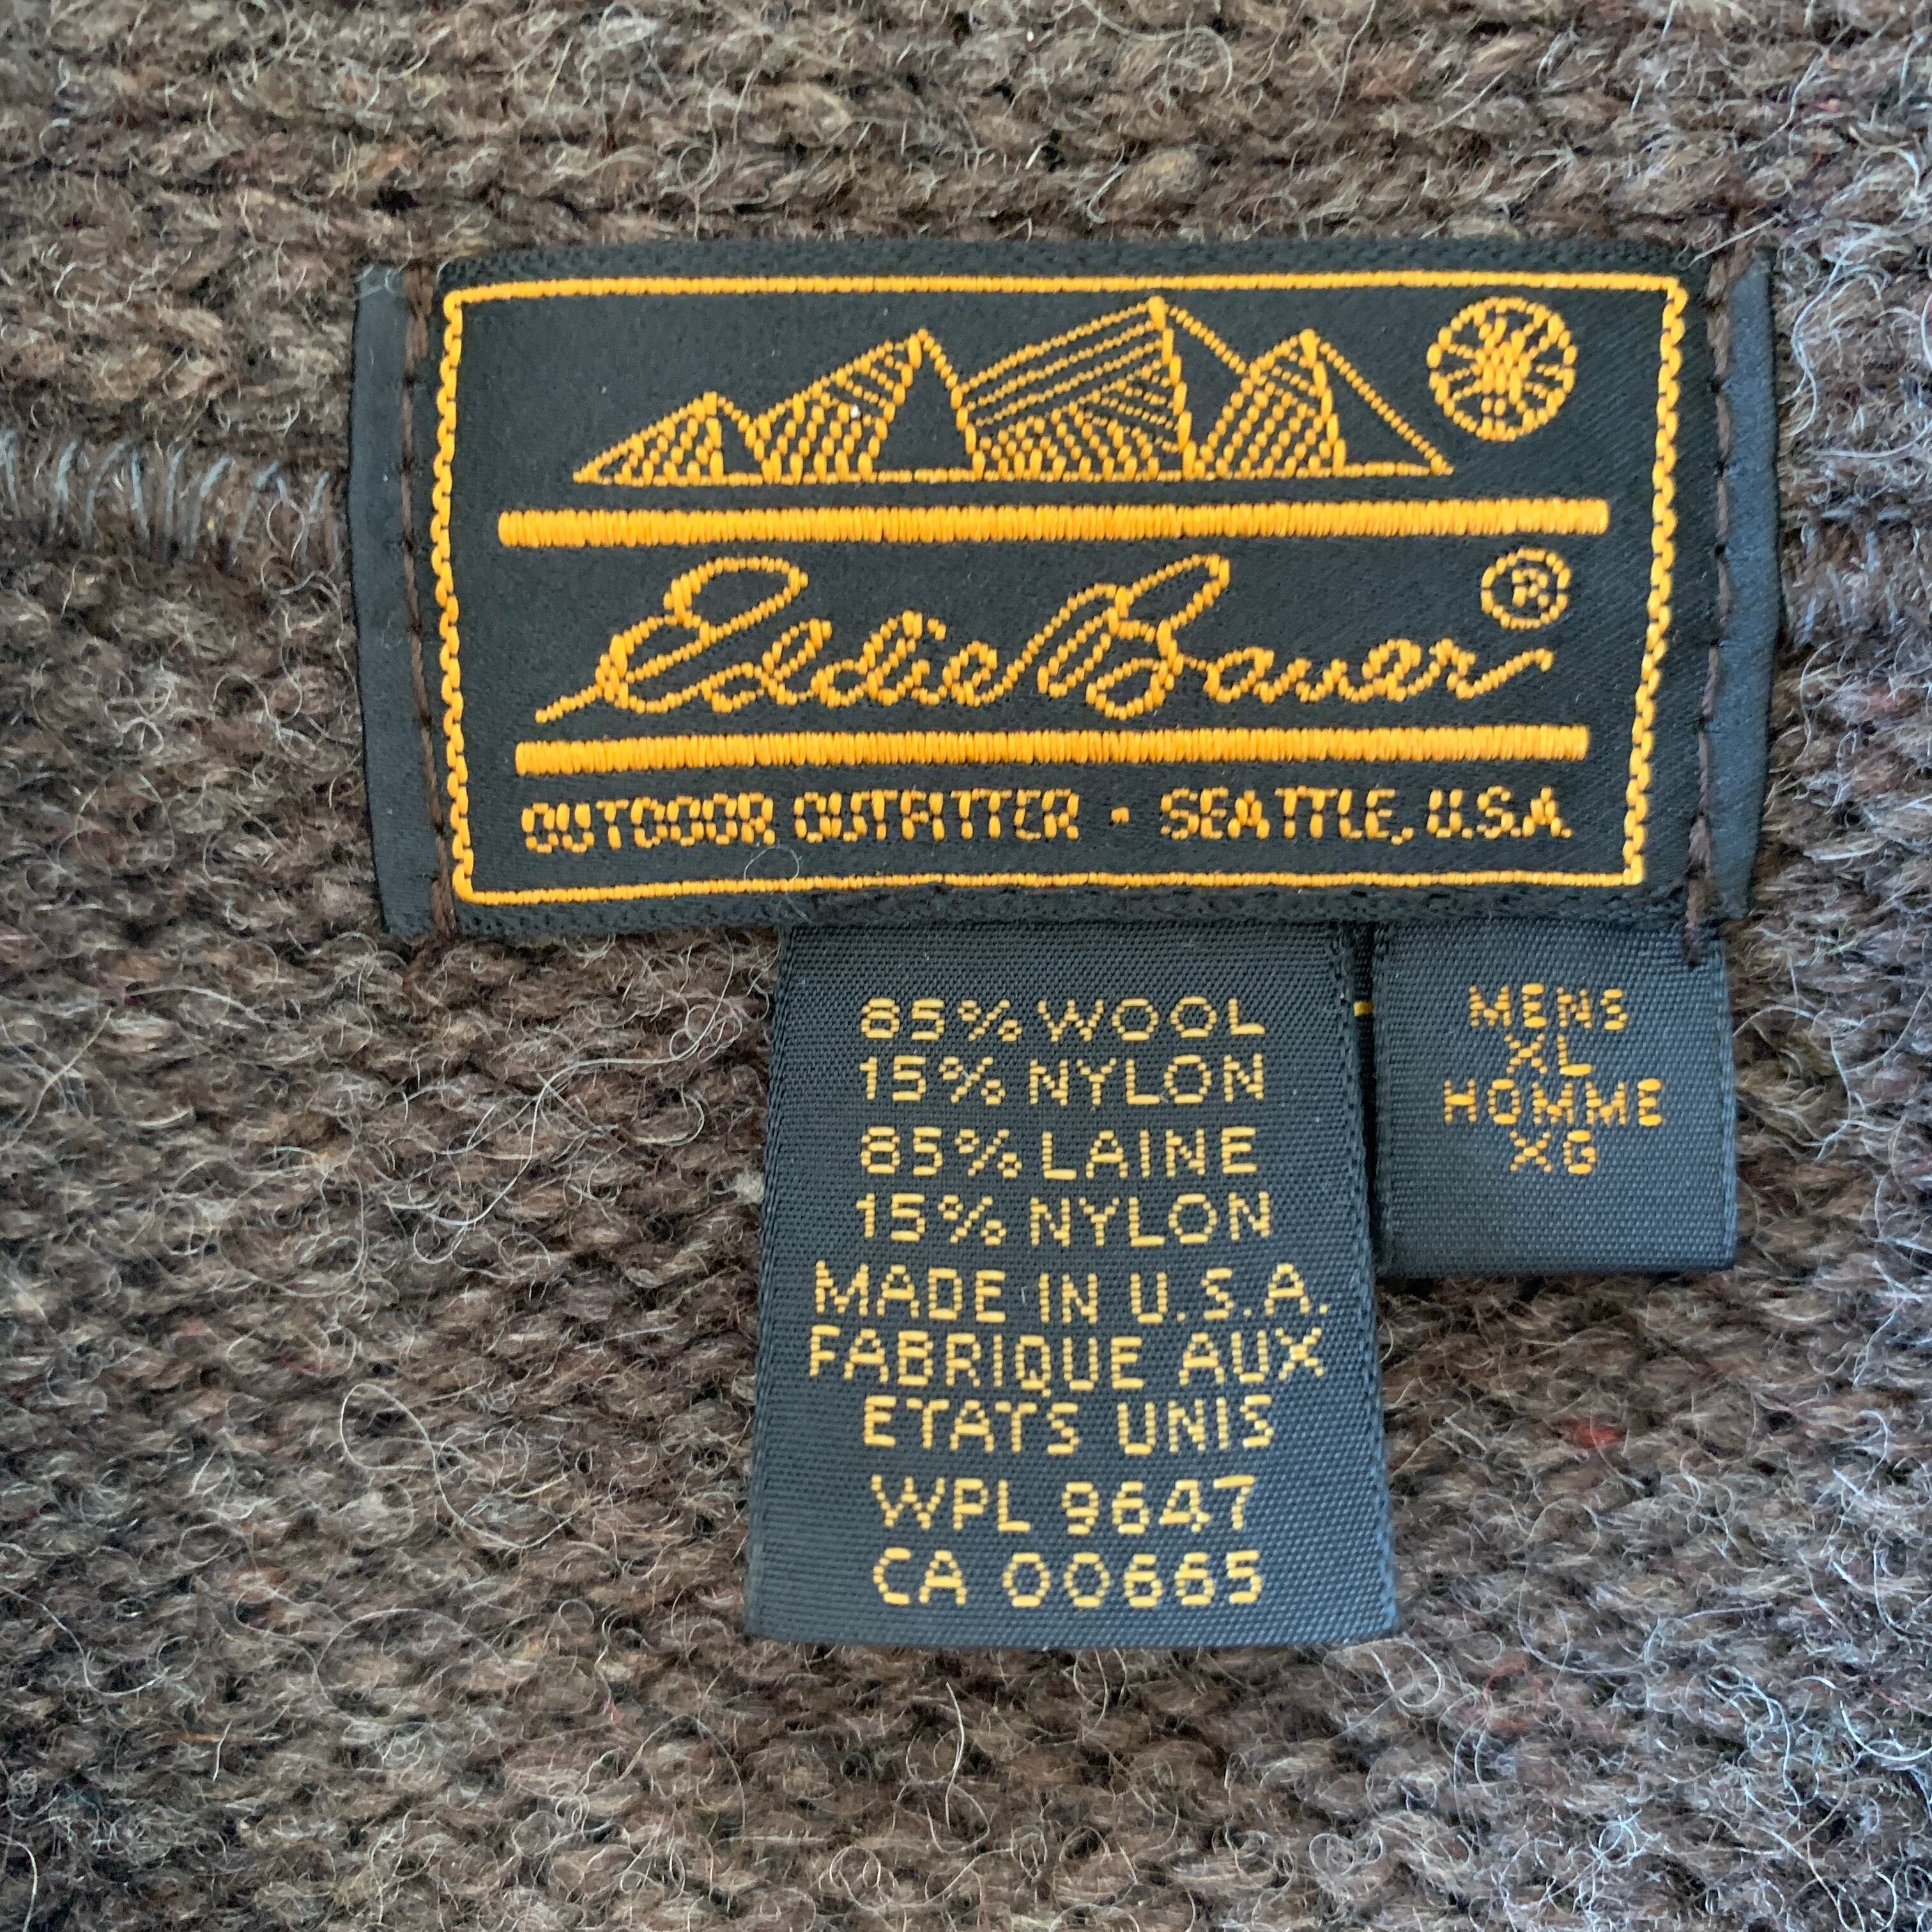 Eddie Bauer®
OUTDOOR OUTFITTER • SEATTLE, U.S.A.
85% WOOL
15% NYLON
85% LAINE
15% NYLON
MADE IN U.S.A.
FABRIQUE AUX
ETATS UNIS
WPL 9647
CA 00665
MENS
XL
HOMME
XG